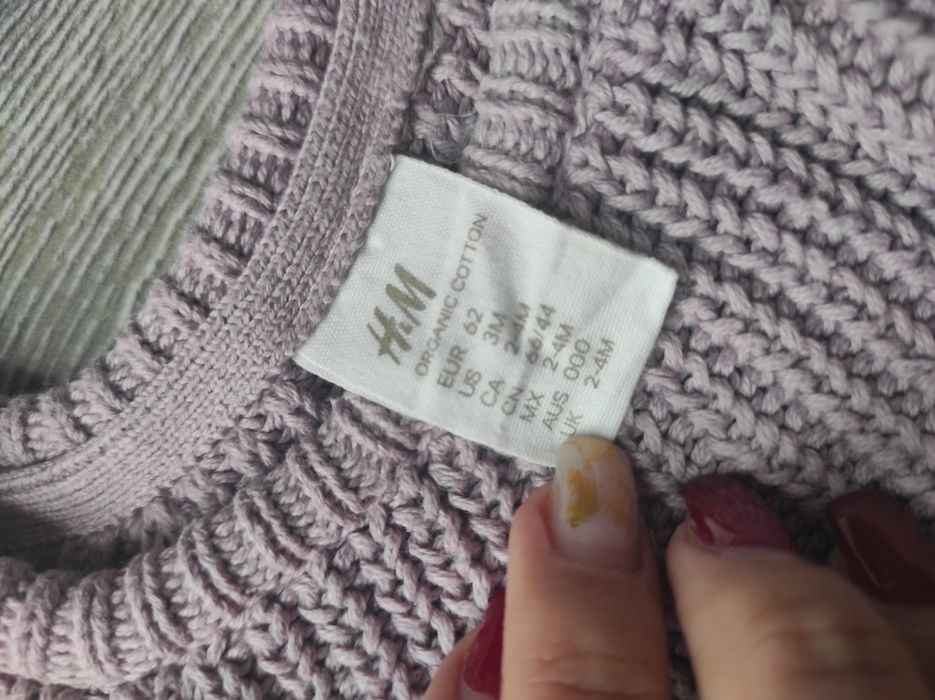 H&M
ORGANIC COTTON
EUR 62
US 3M
CA 2-4M
CN 66/44
MX 2-4M
AUS 000
UK 2-4M